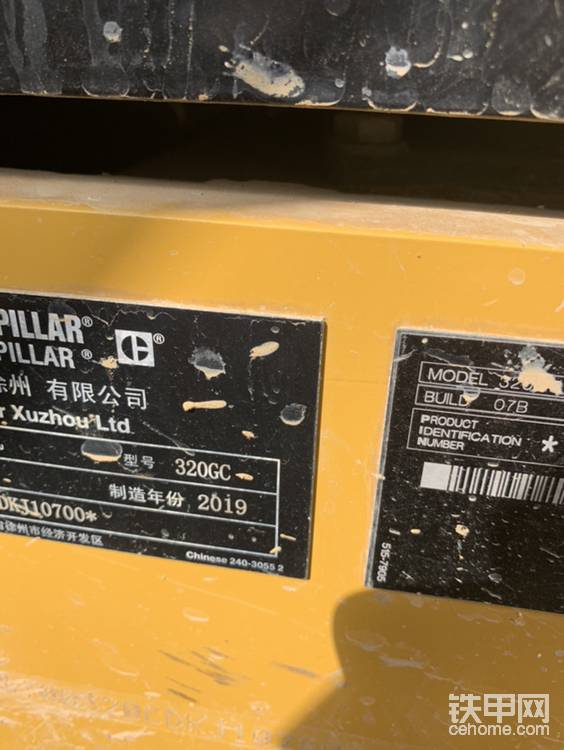 PILLAR®
PILLAR®
徐州 有限公司
r Xuzhou Ltd
型号 320GC
制造年份 2019
DKJ10700*
徐州市经济开发区
Chinese 240-3055 2
MODEL
BUILD 07B
PRODUCT
IDENTIFICATION
NUMBER *
515-7905
铁甲网
cehome.com